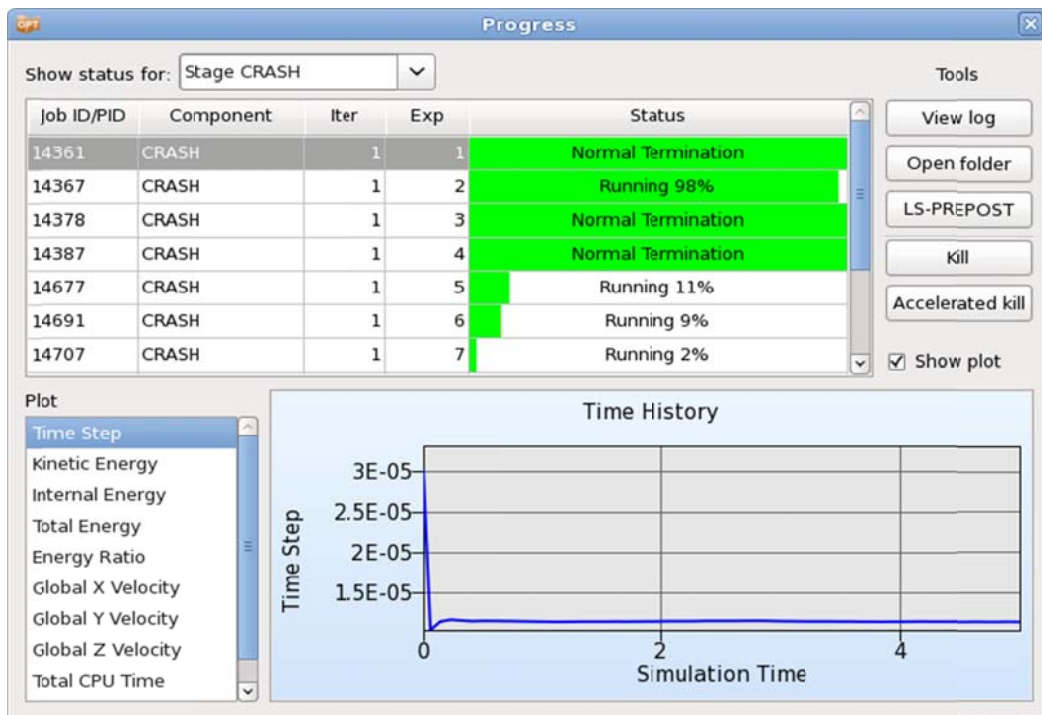 OPT
Progress
Show status for: Stage CRASH
Tools
Job ID/PID Component Iter Exp Status
14361 CRASH 1 1 Normal Termination
14367 CRASH 1 2 Running 98%
14378 CRASH 1 3 Normal Termination
14387 CRASH 1 4 Normal Termination
14677 CRASH 1 5 Running 11%
14691 CRASH 1 6 Running 9%
14707 CRASH 1 7 Running 2%
View log
Open folder
LS-PREPOST
Kill
Accelerated kill
Show plot
Plot
Time Step
Kinetic Energy
Internal Energy
Total Energy
Energy Ratio
Global X Velocity
Global Y Velocity
Global Z Velocity
Total CPU Time
Time History
Time Step
3E-05
2.5E-05
2E-05
1.5E-05
0 2 4
Simulation Time